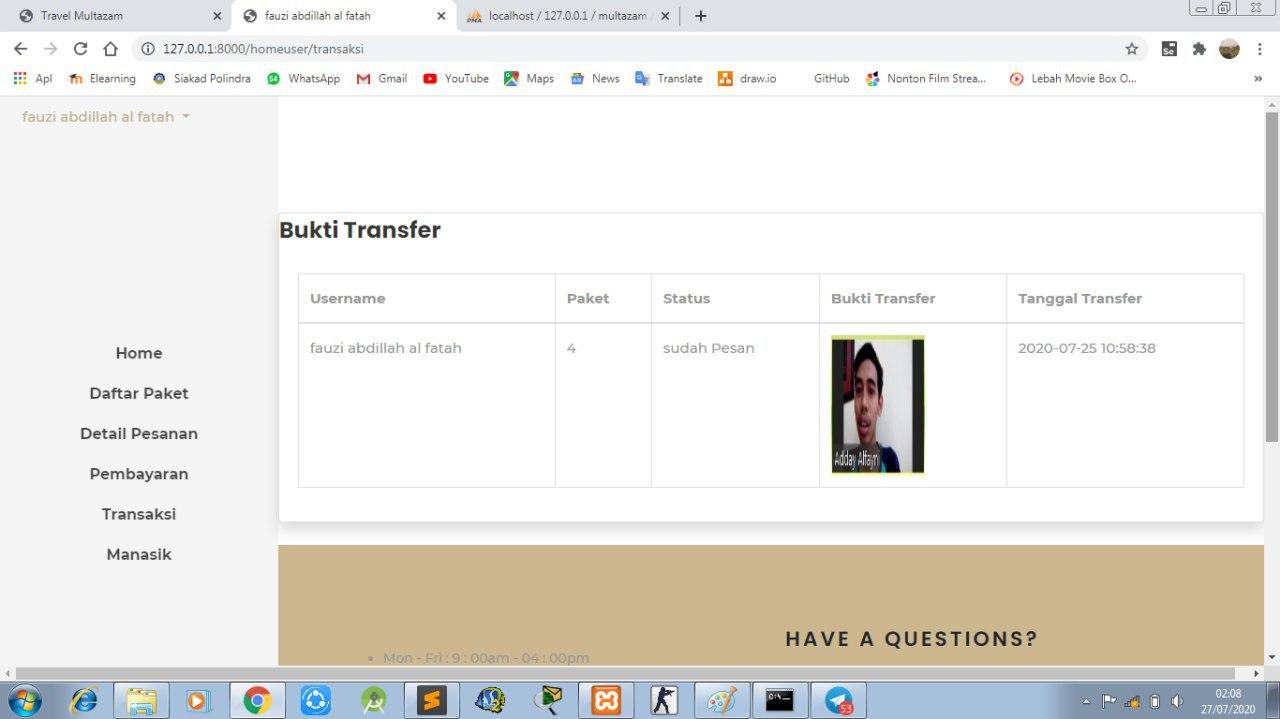 Travel Multazam
fauzi abdillah al fatah
localhost / 127.0.0.1 / multazam
127.0.0.1:8000/homeuser/transaksi
Apl Elearning Siakad Polindra WhatsApp Gmail YouTube Maps News Translate draw.io GitHub Nonton Film Strea... Lebah Movie Box O...
fauzi abdillah al fatah
Home
Daftar Paket
Detail Pesanan
Pembayaran
Transaksi
Manasik
Bukti Transfer
Username Paket Status Bukti Transfer Tanggal Transfer
fauzi abdillah al fatah 4 sudah Pesan 2020-07-25 10:58:38
Adday Alfayni
HAVE A QUESTIONS?
Mon - Fri : 9 : 00am - 04 : 00pm
53
02:08
27/07/2020